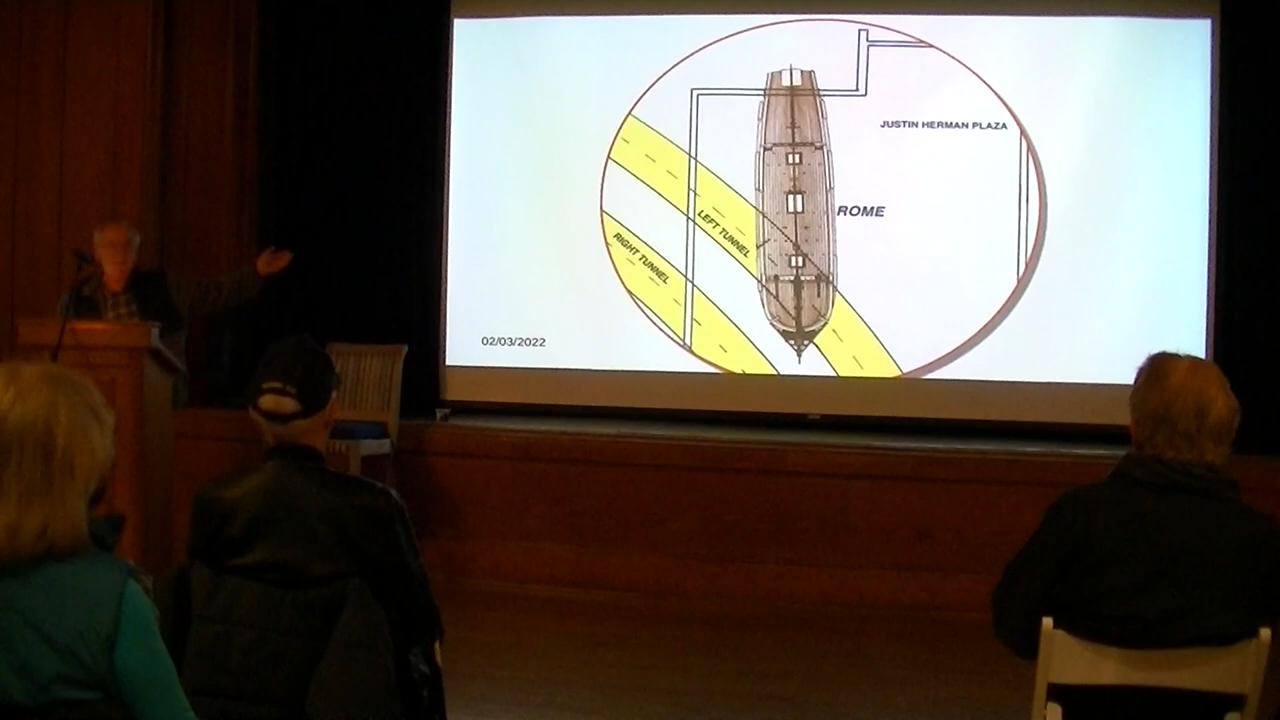 JUSTIN HERMAN PLAZA
ROME
LEFT TUNNEL
RIGHT TUNNEL
02/03/2022